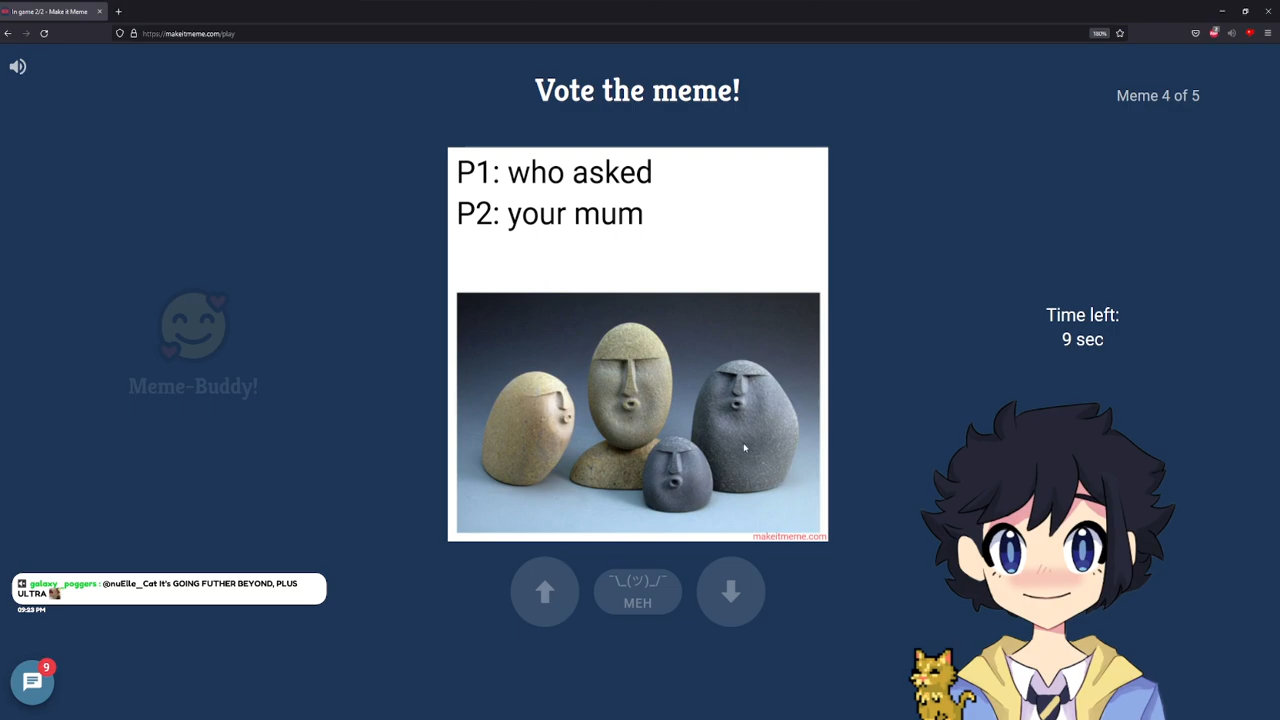 In game 2/2 - Make it Meme
https://makeitmeme.com/play
180%
Vote the meme!
Meme 4 of 5
P1: who asked
P2: your mum
Meme-Buddy!
Time left:
9 sec
makeitmeme.com
¯\_(ツ)_/¯
MEH
galaxy_poggers : @nuElle_Cat It's GOING FUTHER BEYOND, PLUS
ULTRA
09:23 PM
9